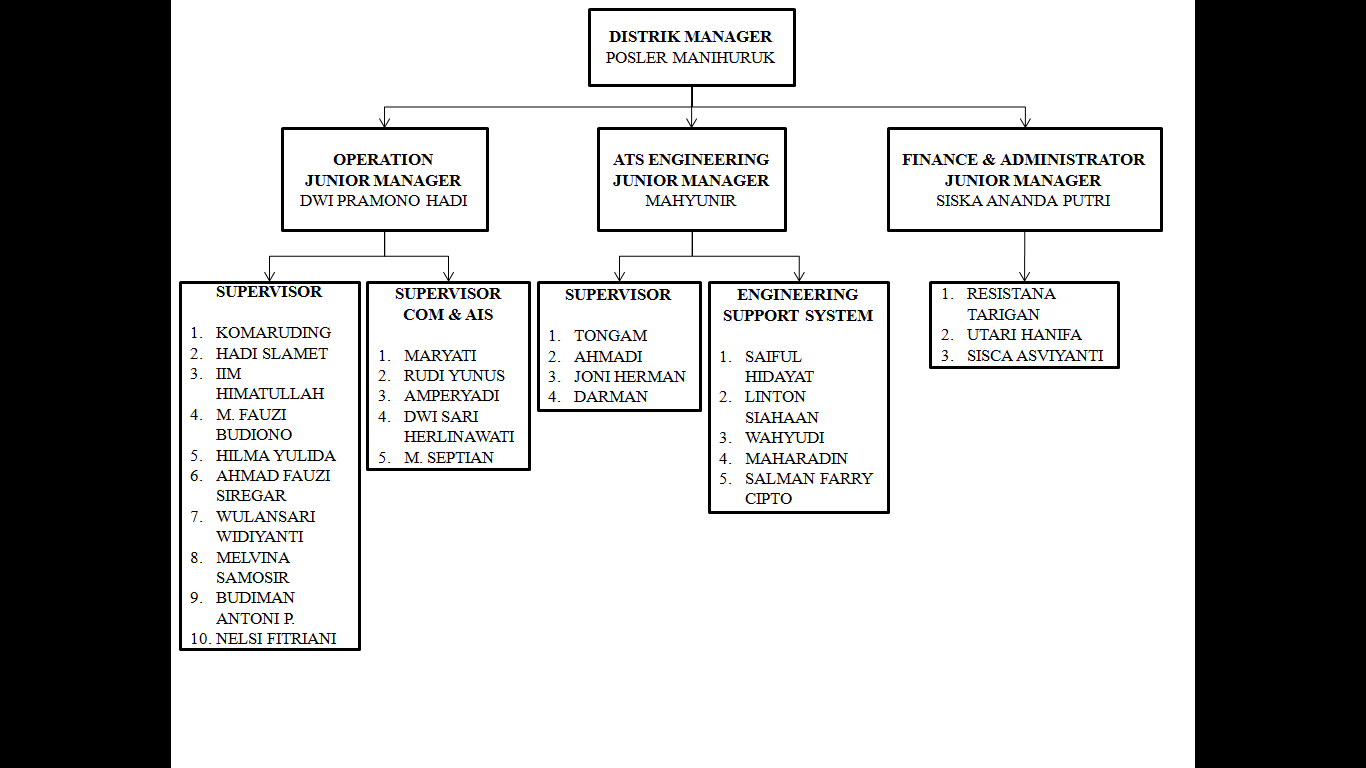 DISTRIK MANAGER
POSLER MANIHURUK
OPERATION
JUNIOR MANAGER
DWI PRAMONO HADI
ATS ENGINEERING
JUNIOR MANAGER
MAHYUNIR
FINANCE & ADMINISTRATOR
JUNIOR MANAGER
SISKA ANANDA PUTRI
SUPERVISOR
1. KOMARUDING
2. HADI SLAMET
3. IIM
HIMATULLAH
4. M. FAUZI
BUDIONO
5. HILMA YULIDA
6. AHMAD FAUZI
SIREGAR
7. WULANSARI
WIDIYANTI
8. MELVINA
SAMOSIR
9. BUDIMAN
ANTONI P.
10. NELSI FITRIANI
SUPERVISOR
COM & AIS
1. MARYATI
2. RUDI YUNUS
3. AMPERYADI
4. DWI SARI
HERLINAWATI
5. M. SEPTIAN
SUPERVISOR
1. TONGAM
2. AHMADI
3. JONI HERMAN
4. DARMAN
ENGINEERING
SUPPORT SYSTEM
1. SAIFUL
HIDAYAT
2. LINTON
SIAHAAN
3. WAHYUDI
4. MAHARADIN
5. SALMAN FARRY
CIPTO
1. RESISTANA
TARIGAN
2. UTARI HANIFA
3. SISCA ASVIYANTI